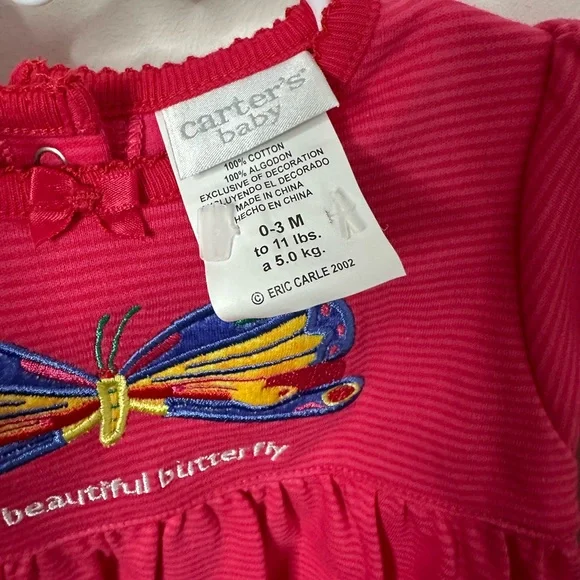 carter's
baby
100% COTTON
100% ALGODON
EXCLUSIVE OF DECORATION
EXCLUYENDO EL DECORADO
MADE IN CHINA
HECHO EN CHINA
0-3 M
to 11 lbs.
a 5.0 kg.
© ERIC CARLE 2002
beautiful butterfly